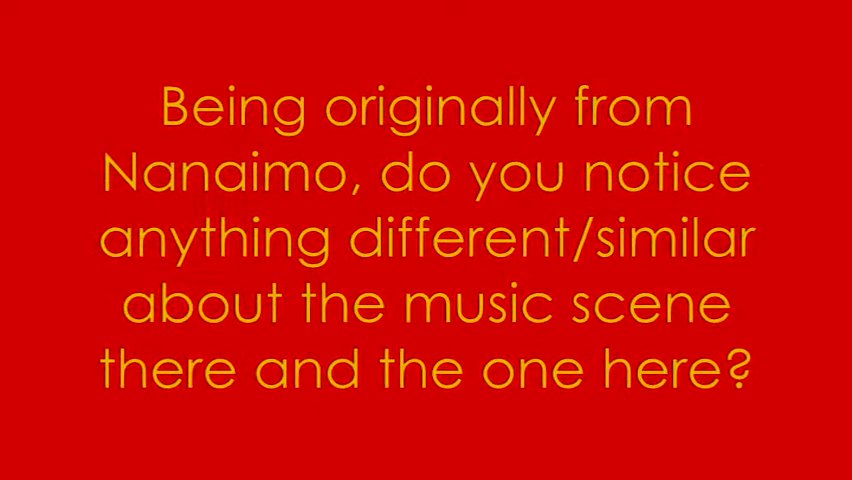 Being originally from
Nanaimo, do you notice
anything different/similar
about the music scene
there and the one here?